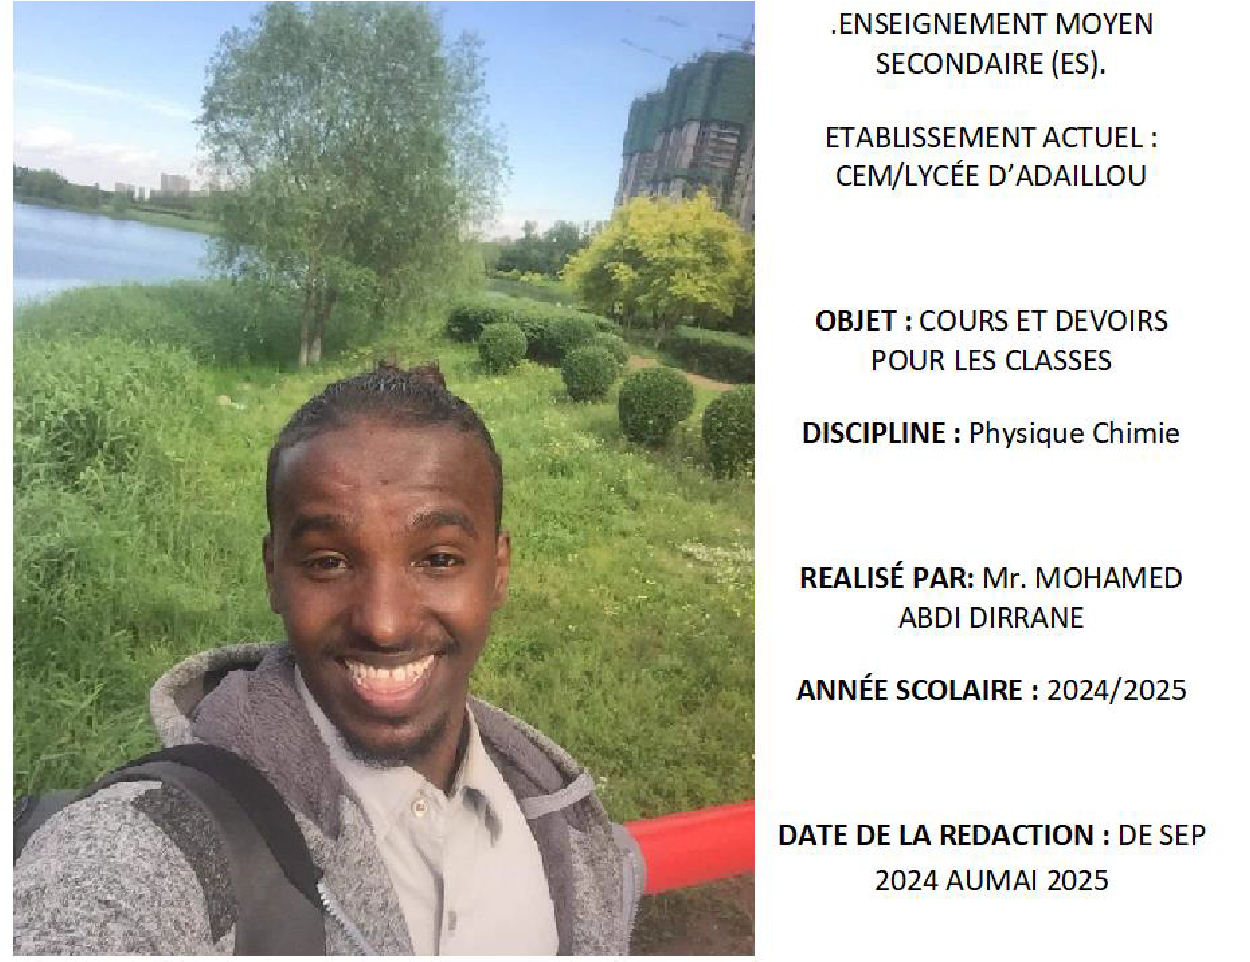 .ENSEIGNEMENT MOYEN
SECONDAIRE (ES).
ETABLISSEMENT ACTUEL :
CEM/LYCÉE D’ADAILLOU
OBJET : COURS ET DEVOIRS
POUR LES CLASSES
DISCIPLINE : Physique Chimie
REALISÉ PAR: Mr. MOHAMED
ABDI DIRRANE
ANNÉE SCOLAIRE : 2024/2025
DATE DE LA REDACTION : DE SEP
2024 AUMAI 2025